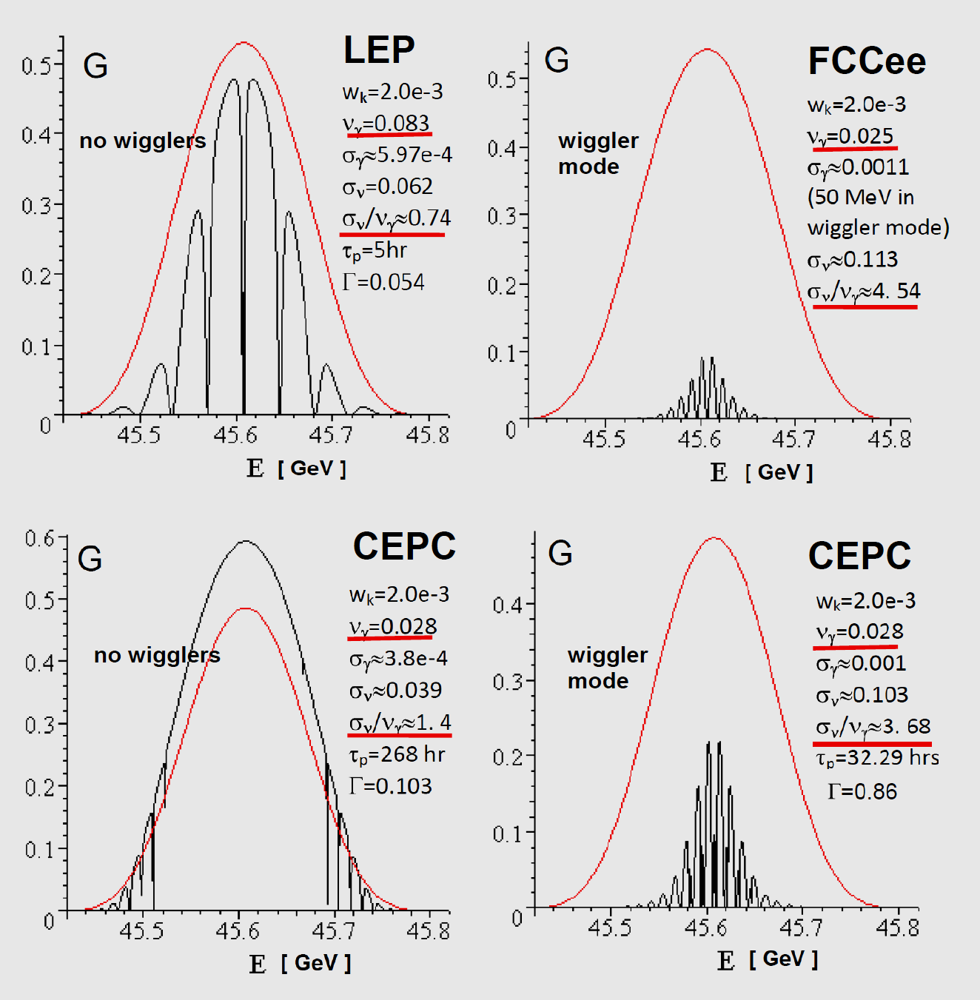 LEP
G
0.5
0.4
0.3
0.2
0.1
0
no wigglers
wk=2.0e-3
νγ=0.083
σγ≈5.97e-4
σν=0.062
σν/νγ≈0.74
τp=5hr
Γ=0.054
45.5 45.6 45.7 45.8
E [ GeV ]
FCCee
G
0.5
0.4
0.3
0.2
0.1
0
wiggler
mode
wk=2.0e-3
νγ=0.025
σγ≈0.0011
(50 MeV in
wiggler mode)
σν≈0.113
σν/νγ≈4. 54
45.5 45.6 45.7 45.8
E [ GeV ]
CEPC
G
0.6
0.5
0.4
0.3
0.2
0.1
0
no wigglers
wk=2.0e-3
νγ=0.028
σγ≈3.8e-4
σν≈0.039
σν/νγ≈1. 4
τp=268 hr
Γ=0.103
45.5 45.6 45.7 45.8
E [ GeV ]
CEPC
G
0.4
0.3
0.2
0.1
0
wiggler
mode
wk=2.0e-3
νγ=0.028
σγ≈0.001
σν≈0.103
σν/νγ≈3. 68
τp=32.29 hrs
Γ=0.86
45.5 45.6 45.7 45.8
E [ GeV ]